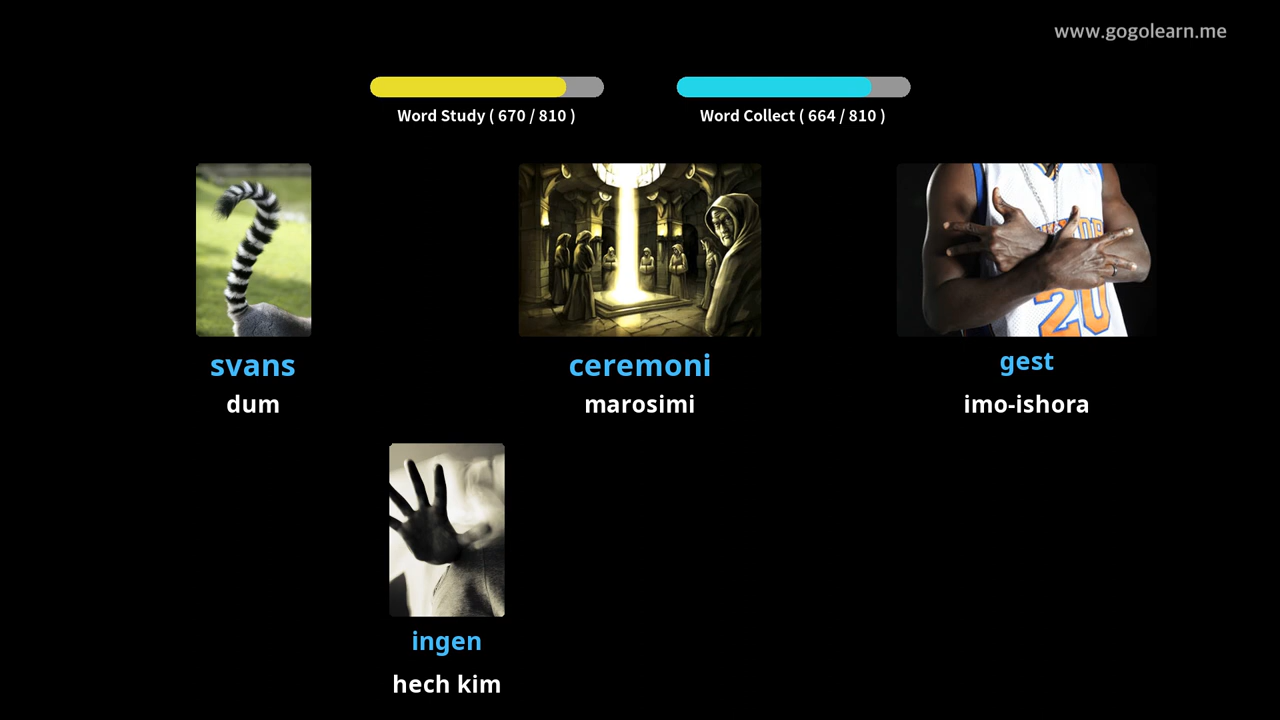 www.gogolearn.me
Word Study ( 670 / 810 )
Word Collect ( 664 / 810 )
20
svans
dum
ceremoni
marosimi
gest
imo-ishora
ingen
hech kim